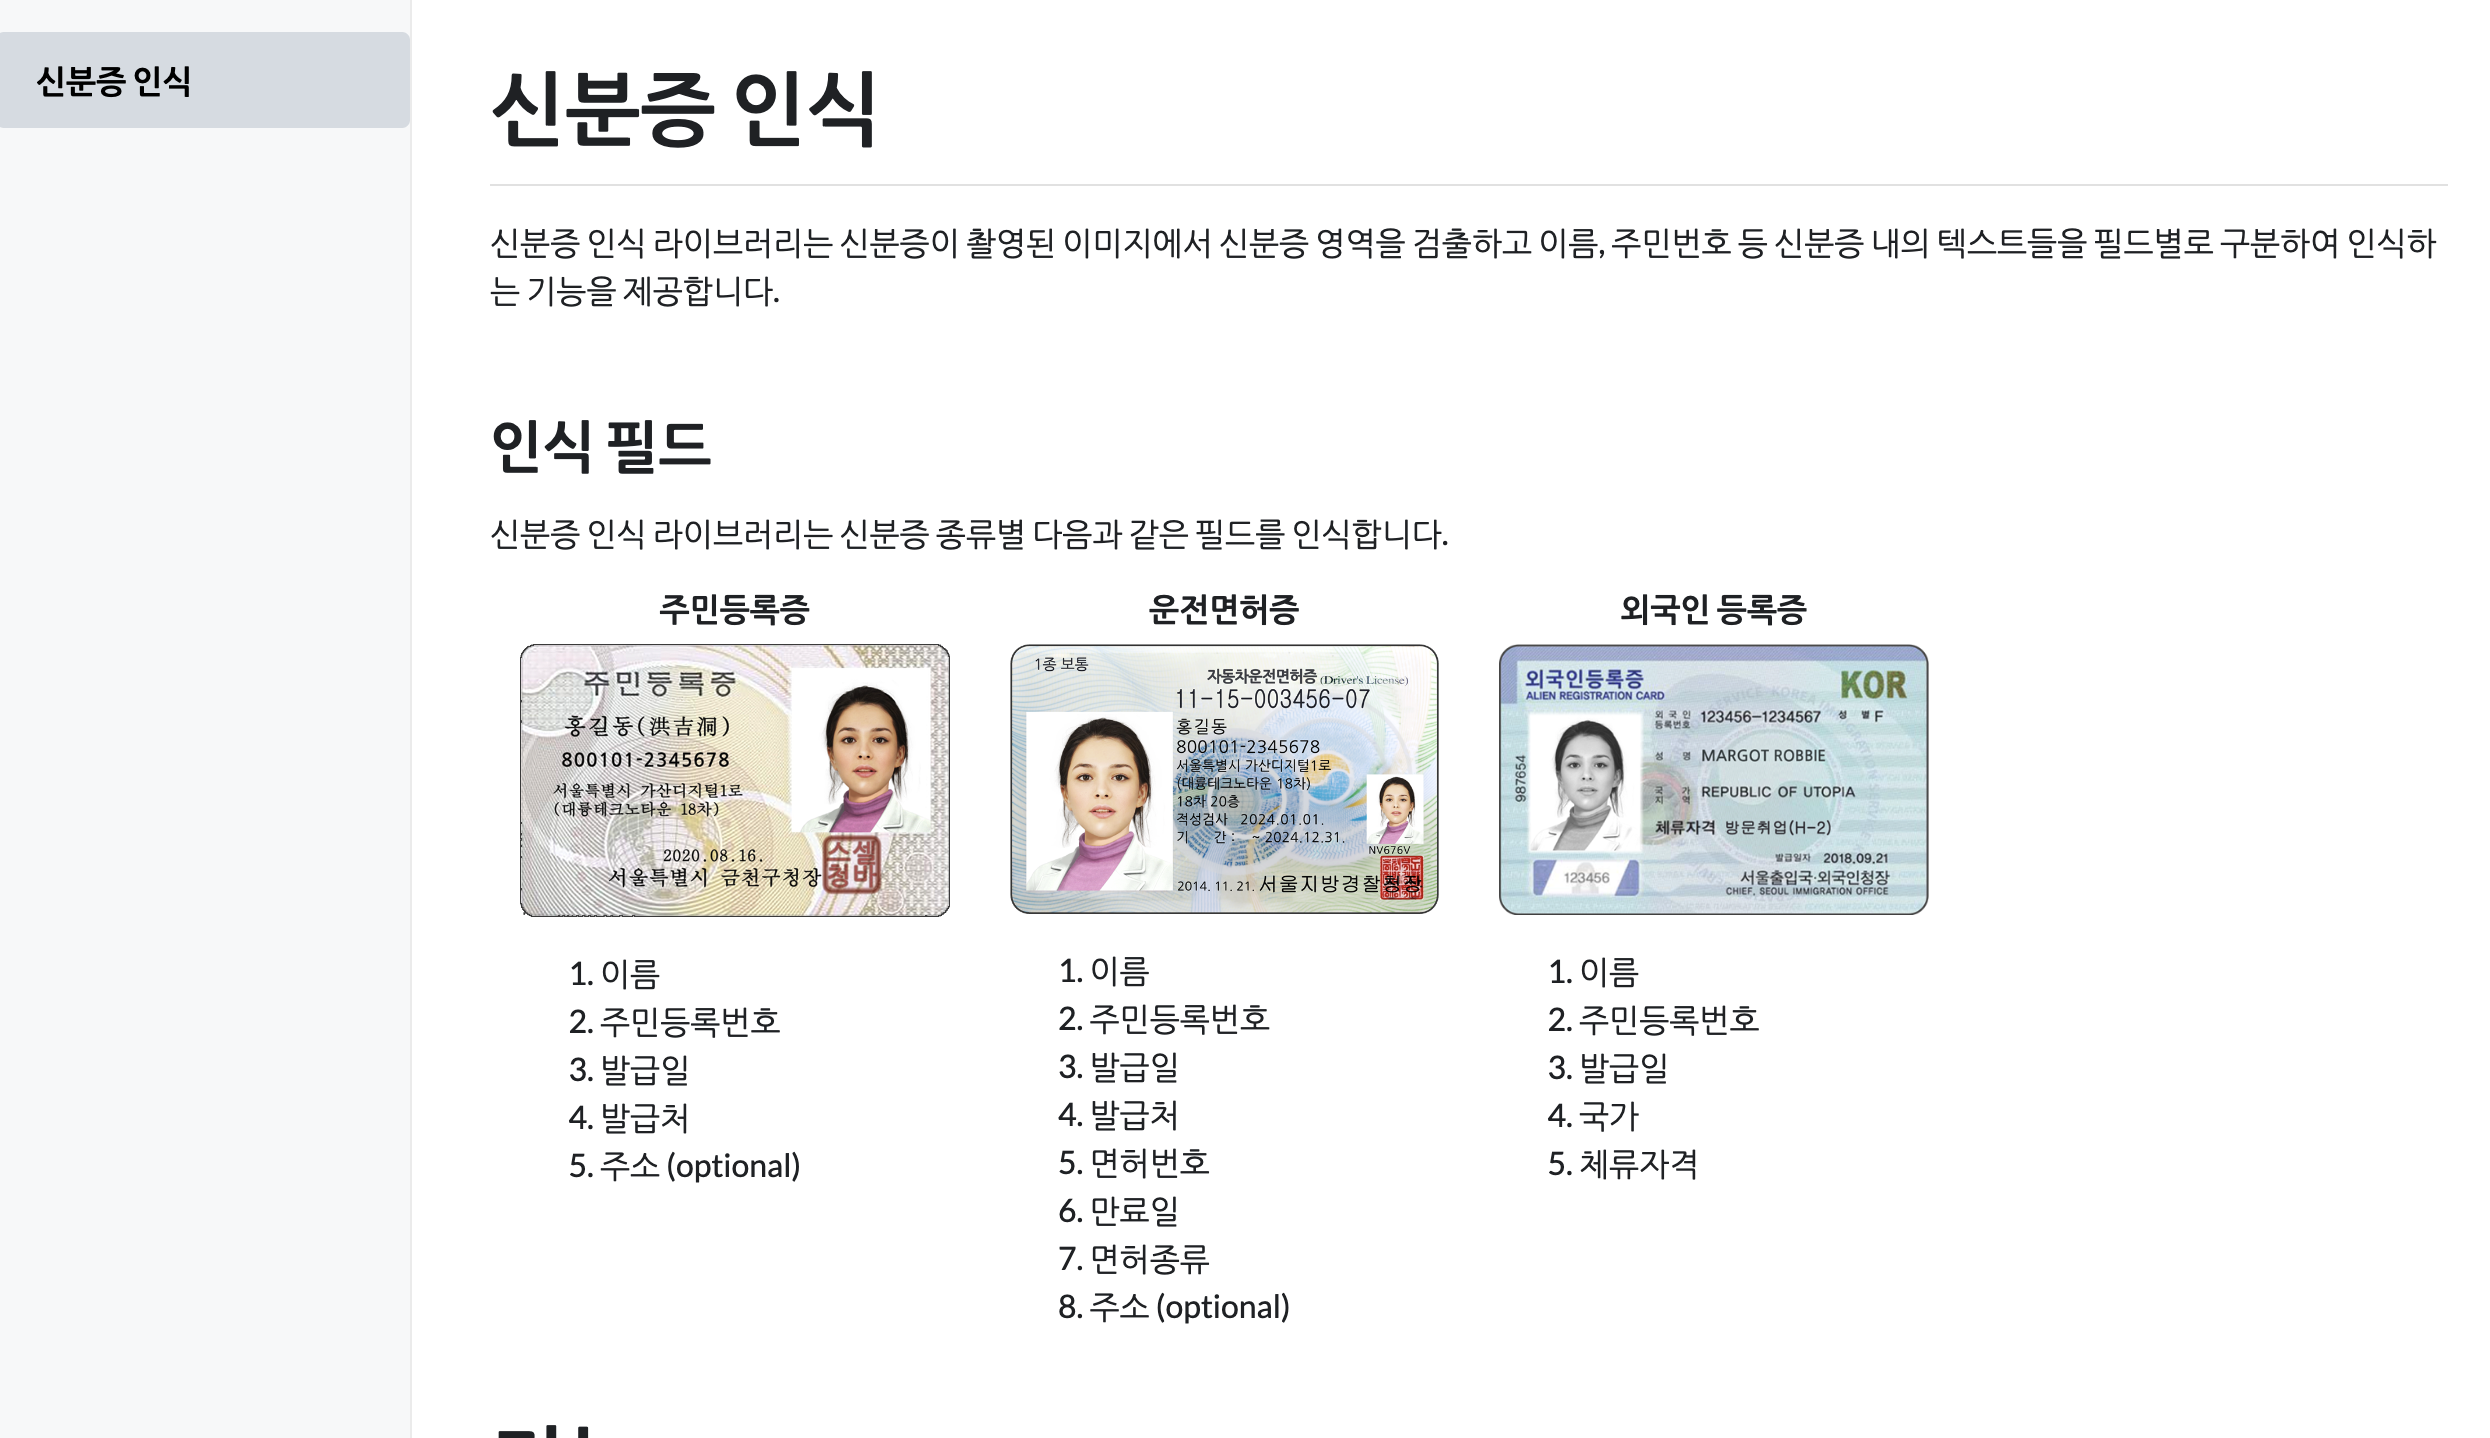 신분증 인식
신분증 인식
신분증 인식 라이브러리는 신분증이 촬영된 이미지에서 신분증 영역을 검출하고 이름, 주민번호 등 신분증 내의 텍스트들을 필드별로 구분하여 인식하
는 기능을 제공합니다.
인식 필드
신분증 인식 라이브러리는 신분증 종류별 다음과 같은 필드를 인식합니다.
주민등록증
주민등록증
홍길동(洪吉洞)
800101-2345678
서울특별시 가산디지털1로
(대륭테크노타운 18차)
2020.08.16.
서울특별시 금천구청장
셀바
스청
1. 이름
2. 주민등록번호
3. 발급일
4. 발급처
5. 주소 (optional)
운전면허증
1종 보통
자동차운전면허증 (Driver's License)
11-15-003456-07
홍길동
800101-2345678
서울특별시 가산디지털1로
(대륭테크노타운 18차)
18차 20층
적성검사 2024.01.01.
기 간 : ~ 2024.12.31.
NV676V
2014. 11. 21. 서울지방경찰청장
1. 이름
2. 주민등록번호
3. 발급일
4. 발급처
5. 면허번호
6. 만료일
7. 면허종류
8. 주소 (optional)
외국인 등록증
외국인등록증
ALIEN REGISTRATION CARD
KOR
외국인등록번호 123456-1234567 성 별 F
성 명 MARGOT ROBBIE
국가지역 REPUBLIC OF UTOPIA
체류자격 방문취업(H-2)
발급일자 2018.09.21
서울출입국·외국인청장
CHIEF, SEOUL IMMIGRATION OFFICE
987654
123456
1. 이름
2. 주민등록번호
3. 발급일
4. 국가
5. 체류자격